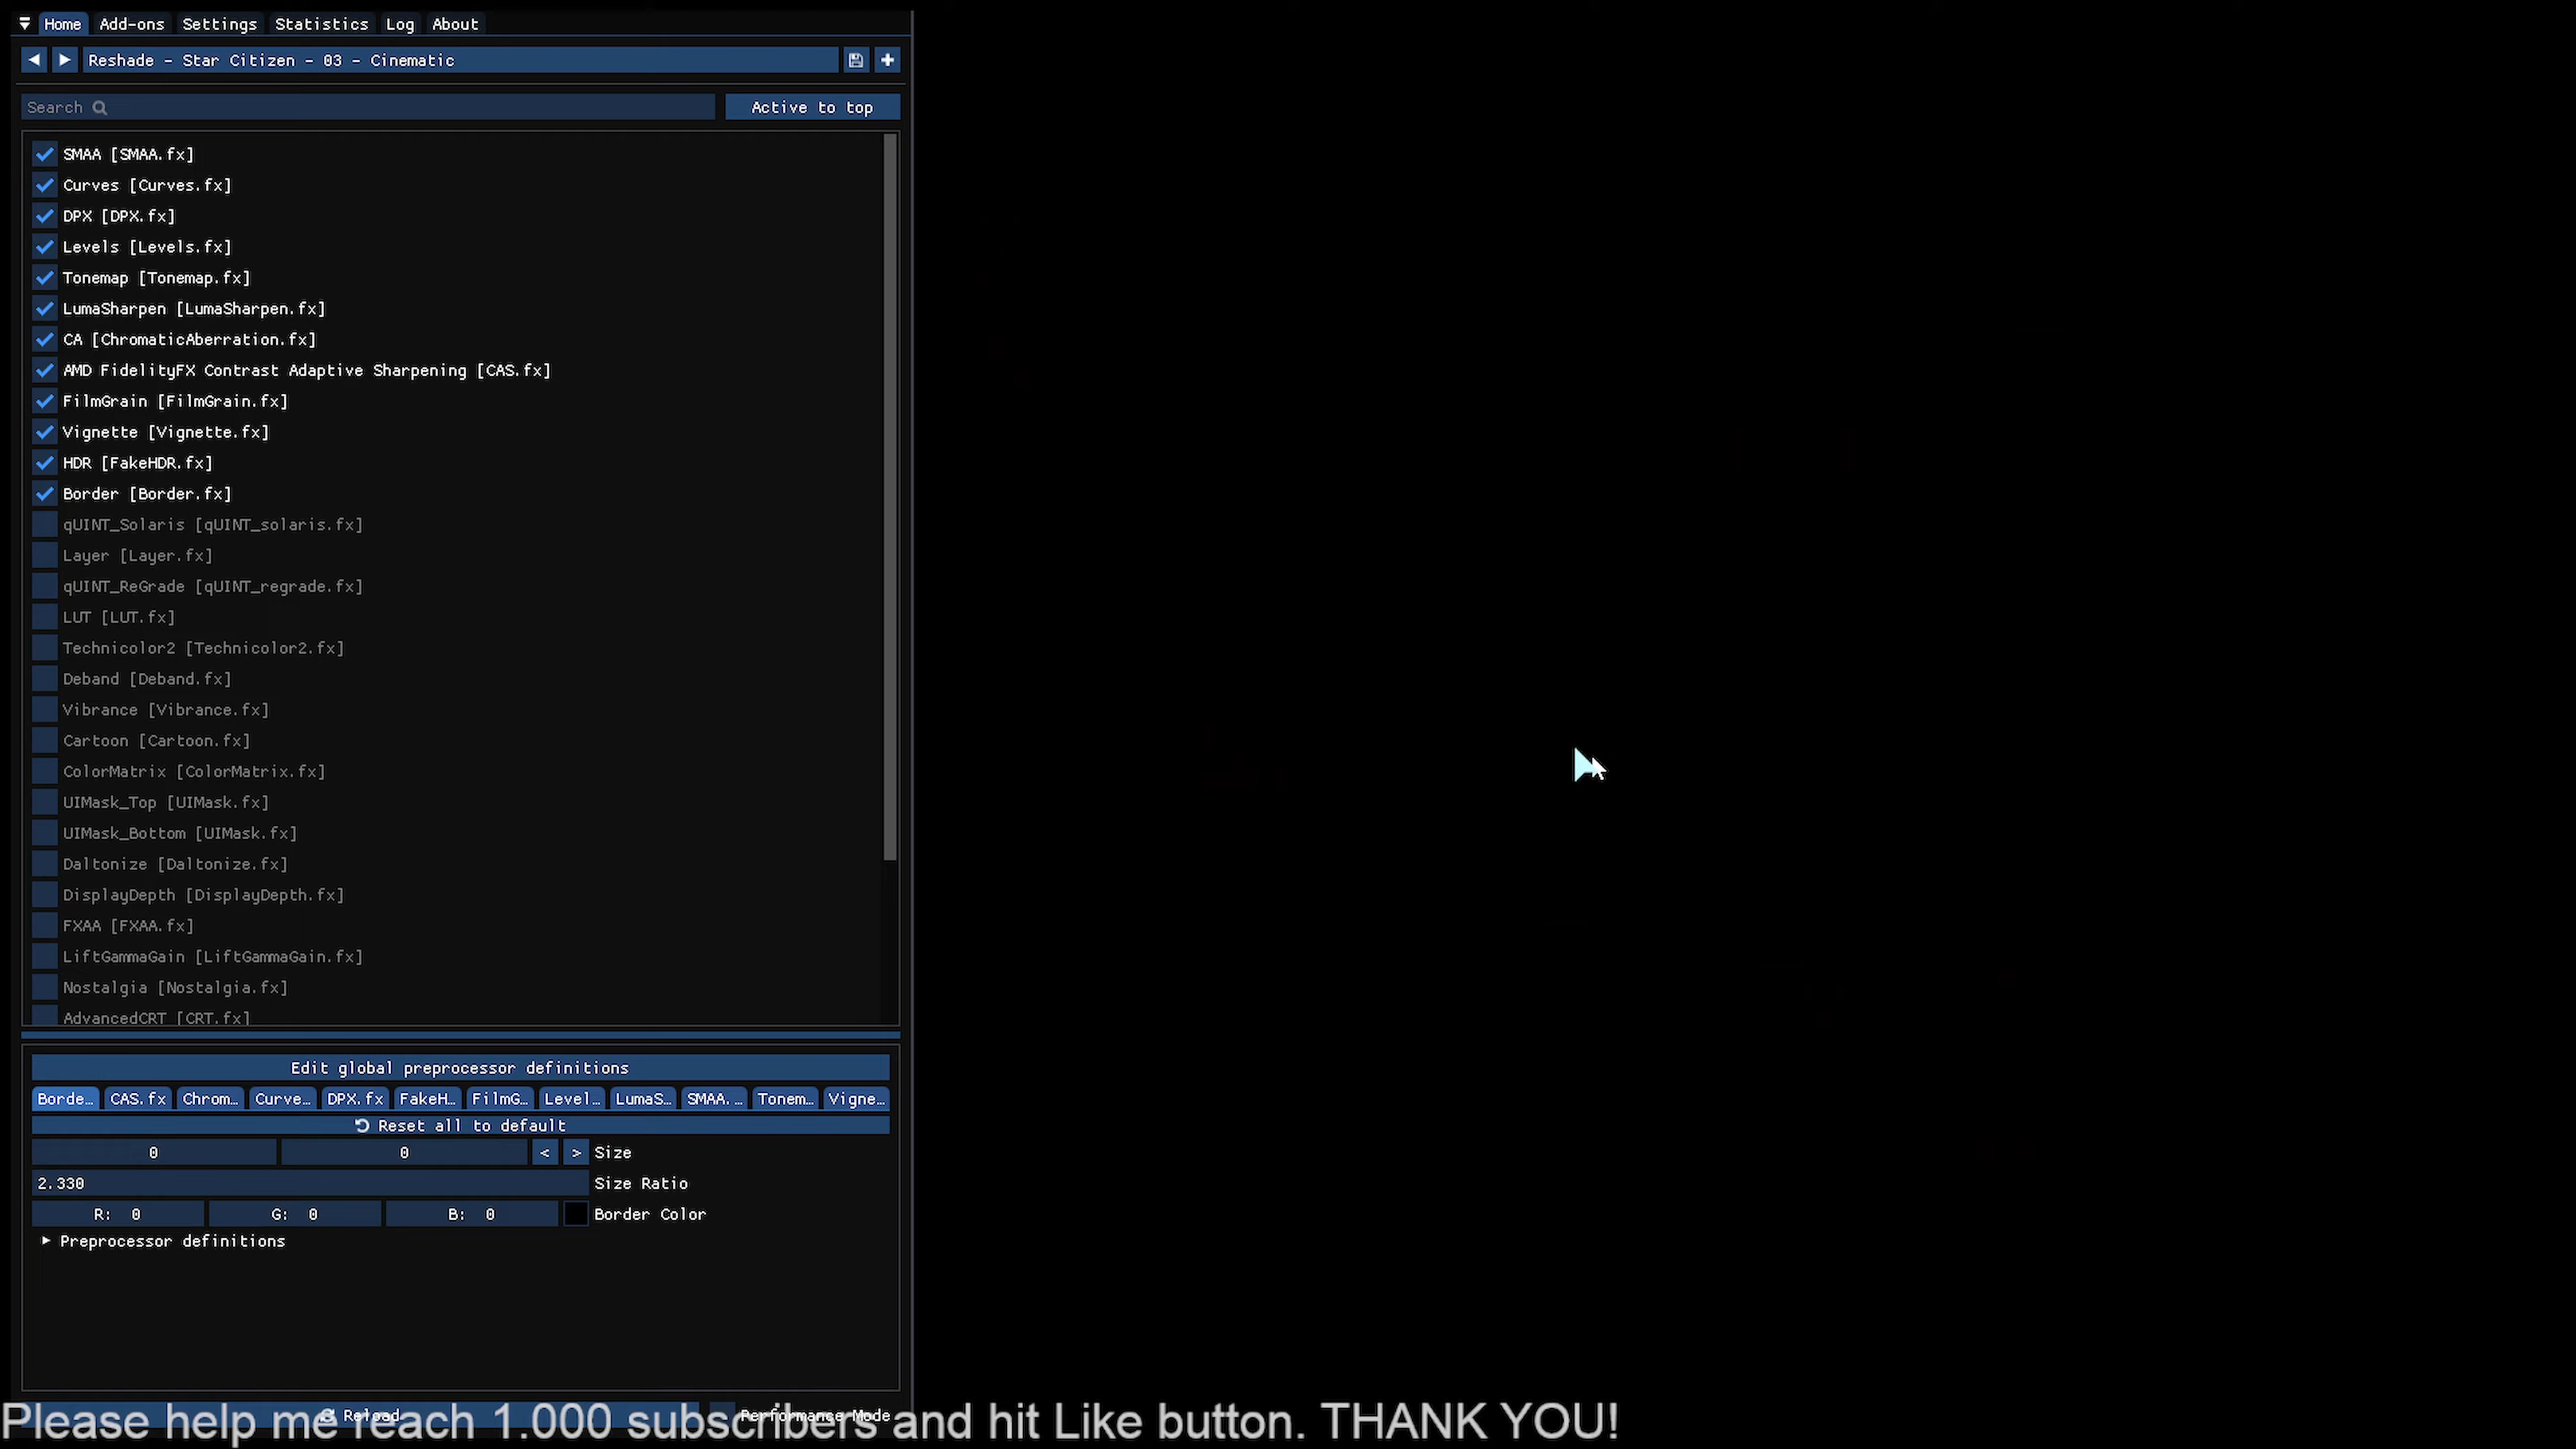 Home Add-ons Settings Statistics Log About
Reshade - Star Citizen - 03 - Cinematic
Search Active to top
SMAA [SMAA.fx]
Curves [Curves.fx]
DPX [DPX.fx]
Levels [Levels.fx]
Tonemap [Tonemap.fx]
LumaSharpen [LumaSharpen.fx]
CA [ChromaticAberration.fx]
AMD FidelityFX Contrast Adaptive Sharpening [CAS.fx]
FilmGrain [FilmGrain.fx]
Vignette [Vignette.fx]
HDR [FakeHDR.fx]
Border [Border.fx]
qUINT_Solaris [qUINT_solaris.fx]
Layer [Layer.fx]
qUINT_ReGrade [qUINT_regrade.fx]
LUT [LUT.fx]
Technicolor2 [Technicolor2.fx]
Deband [Deband.fx]
Vibrance [Vibrance.fx]
Cartoon [Cartoon.fx]
ColorMatrix [ColorMatrix.fx]
UIMask_Top [UIMask.fx]
UIMask_Bottom [UIMask.fx]
Daltonize [Daltonize.fx]
DisplayDepth [DisplayDepth.fx]
FXAA [FXAA.fx]
LiftGammaGain [LiftGammaGain.fx]
Nostalgia [Nostalgia.fx]
AdvancedCRT [CRT.fx]
Edit global preprocessor definitions
Borde… CAS.fx Chrom… Curve… DPX.fx FakeH… FilmG… Level… LumaS… SMAA.… Tonem… Vigne…
Reset all to default
0 0 < > Size
2.330 Size Ratio
R: 0 G: 0 B: 0 Border Color
Preprocessor definitions
Reload Performance Mode
Please help me reach 1.000 subscribers and hit Like button. THANK YOU!